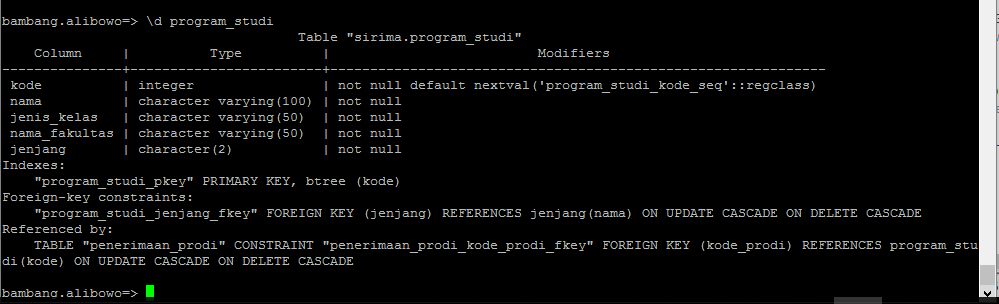 bambang.alibowo=> \d program_studi
Table "sirima.program_studi"
Column | Type | Modifiers
---------------+------------------------+--------------------------------------------------------------
kode | integer | not null default nextval('program_studi_kode_seq'::regclass)
nama | character varying(100) | not null
jenis_kelas | character varying(50) | not null
nama_fakultas | character varying(50) | not null
jenjang | character(2) | not null
Indexes:
"program_studi_pkey" PRIMARY KEY, btree (kode)
Foreign-key constraints:
"program_studi_jenjang_fkey" FOREIGN KEY (jenjang) REFERENCES jenjang(nama) ON UPDATE CASCADE ON DELETE CASCADE
Referenced by:
TABLE "penerimaan_prodi" CONSTRAINT "penerimaan_prodi_kode_prodi_fkey" FOREIGN KEY (kode_prodi) REFERENCES program_stu
di(kode) ON UPDATE CASCADE ON DELETE CASCADE
bambang.alibowo=>